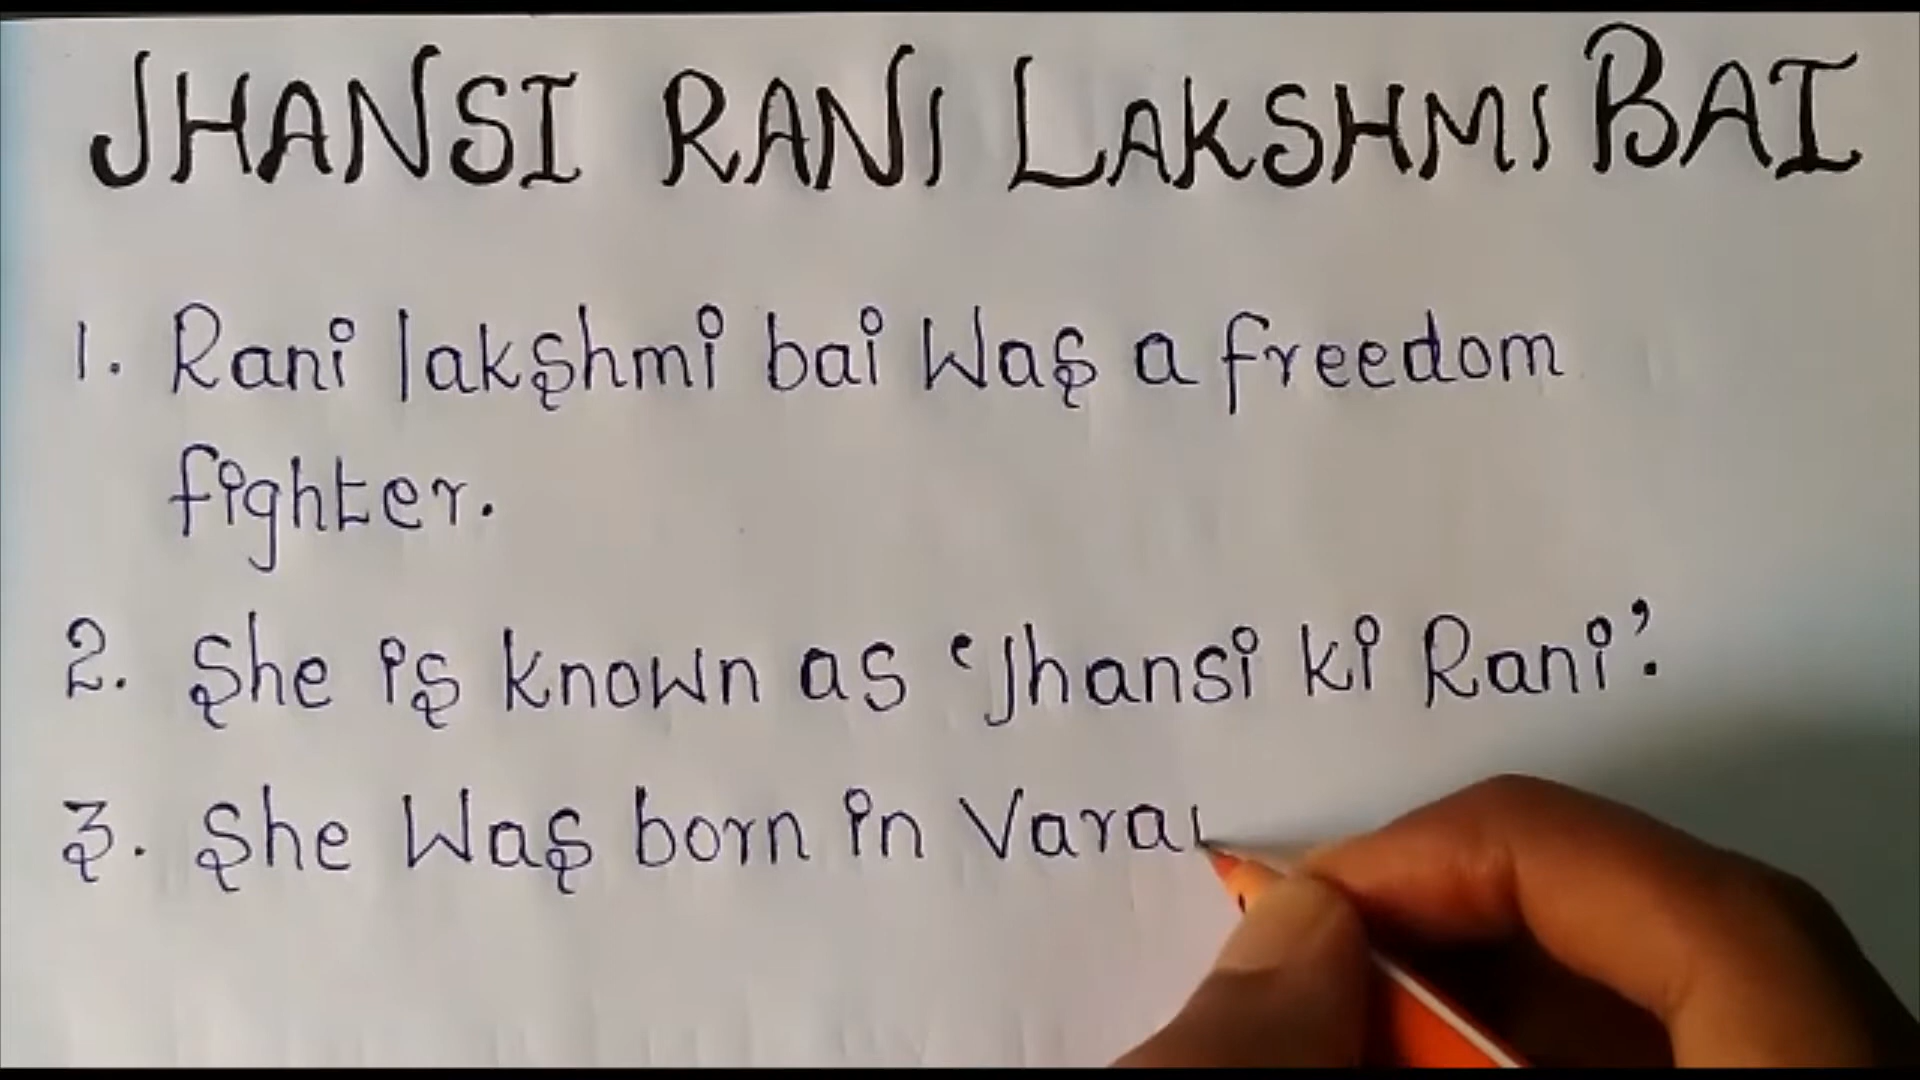 JHANSI RANI LAKSHMI BAI
1. Rani lakshmi bai Was a freedom
fighter.
2. She is known as 'Jhansi ki Rani'.
3. She Was born in Vara